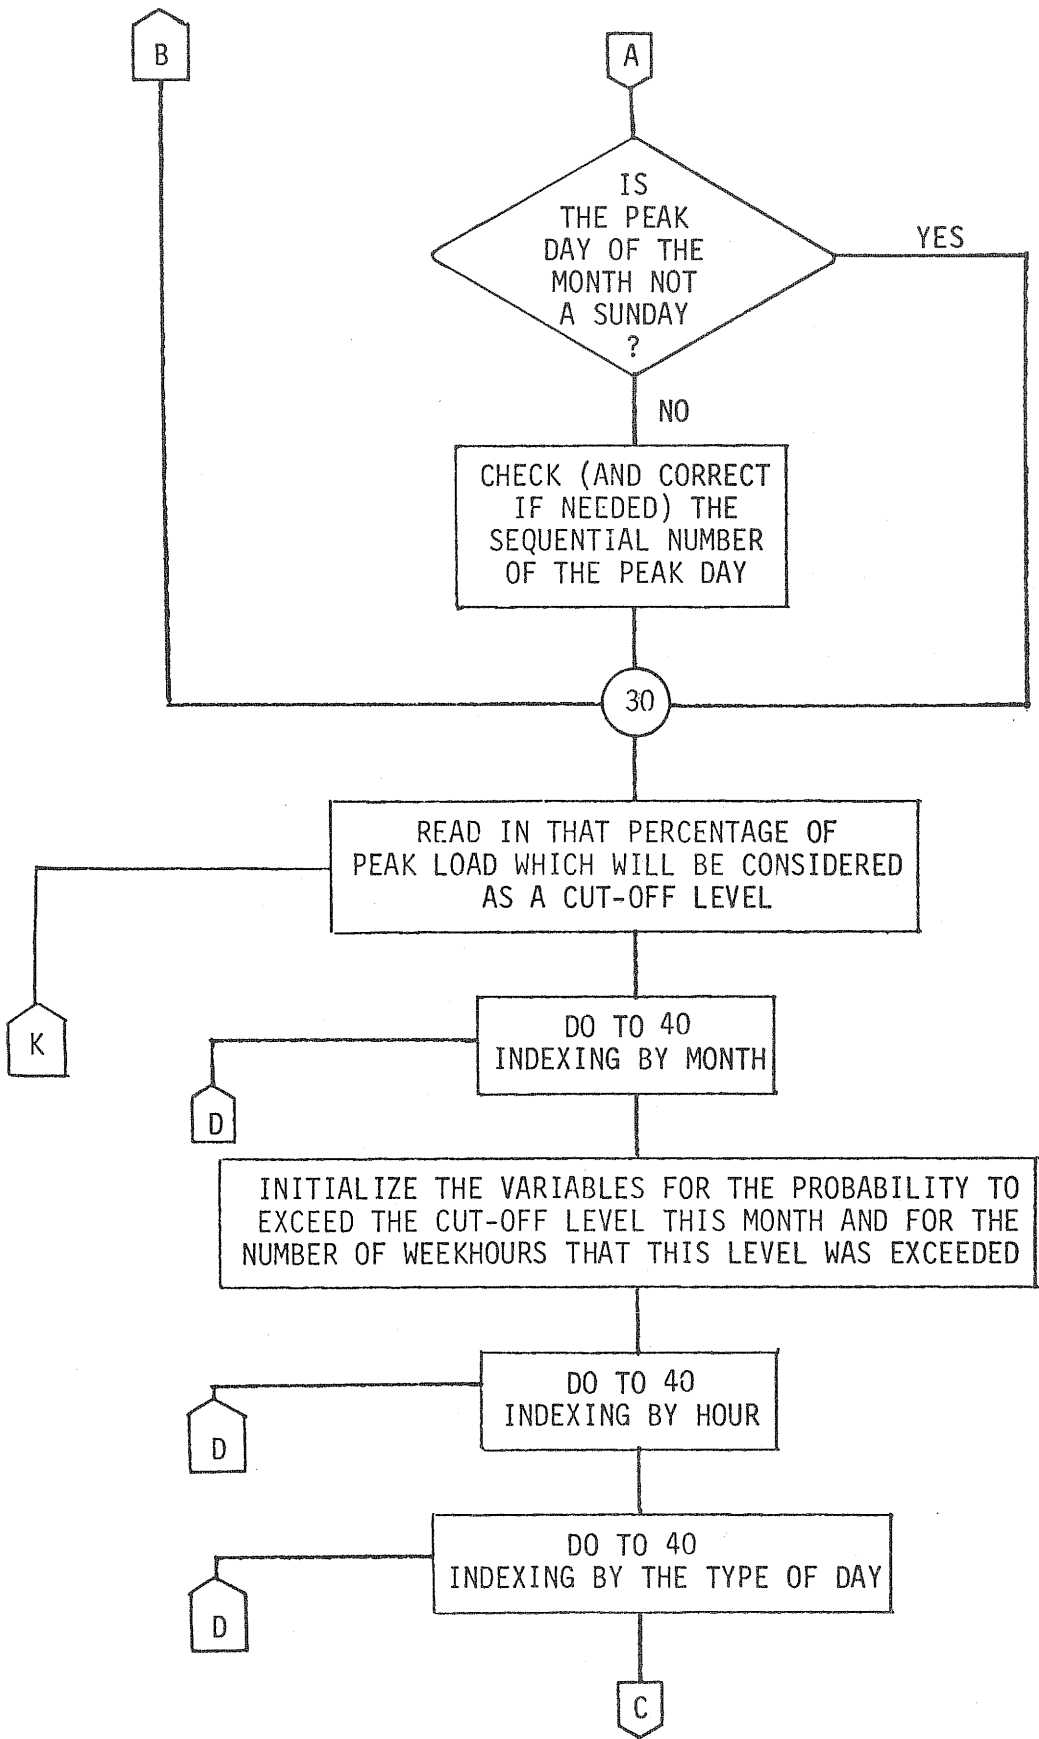 B
A
IS
THE PEAK
DAY OF THE
MONTH NOT
A SUNDAY
?
YES
NO
CHECK (AND CORRECT
IF NEEDED) THE
SEQUENTIAL NUMBER
OF THE PEAK DAY
30
READ IN THAT PERCENTAGE OF
PEAK LOAD WHICH WILL BE CONSIDERED
AS A CUT-OFF LEVEL
K
DO TO 40
INDEXING BY MONTH
D
INITIALIZE THE VARIABLES FOR THE PROBABILITY TO
EXCEED THE CUT-OFF LEVEL THIS MONTH AND FOR THE
NUMBER OF WEEKHOURS THAT THIS LEVEL WAS EXCEEDED
DO TO 40
INDEXING BY HOUR
D
DO TO 40
INDEXING BY THE TYPE OF DAY
D
C